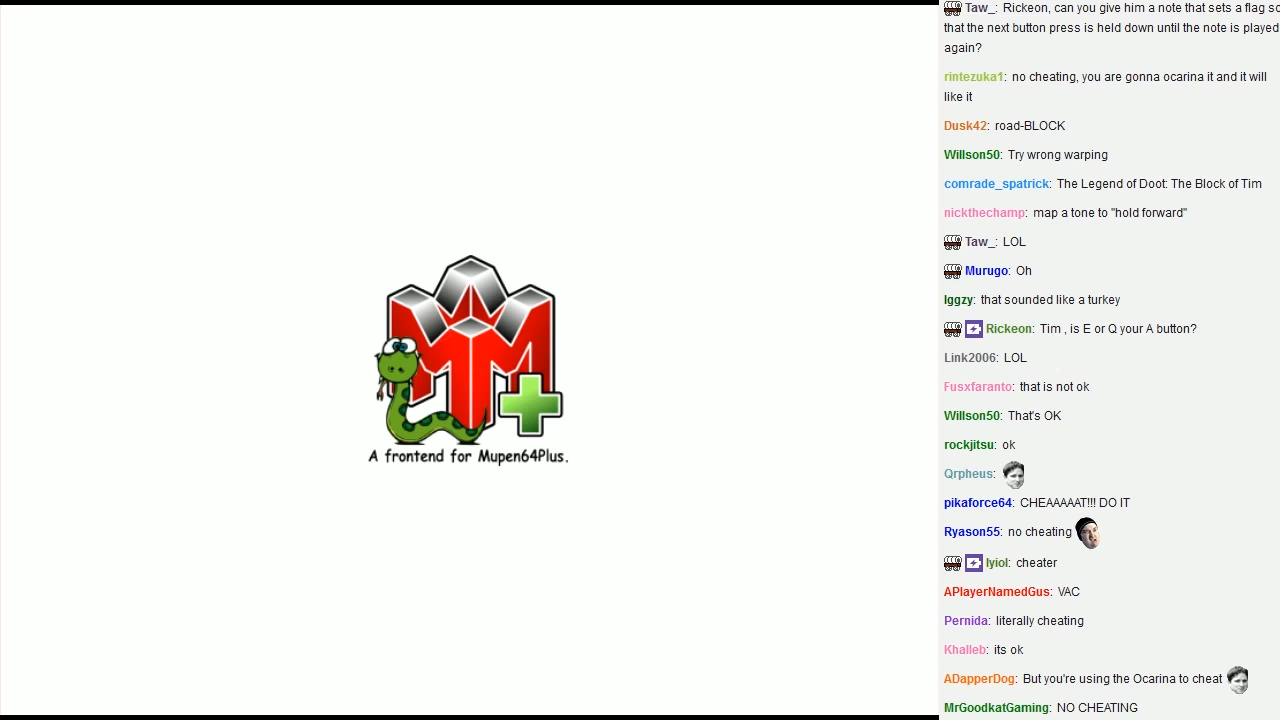 A frontend for Mupen64Plus.
Taw_: Rickeon, can you give him a note that sets a flag so
that the next button press is held down until the note is played
again?
rintezuka1: no cheating, you are gonna ocarina it and it will
like it
Dusk42: road-BLOCK
Willson50: Try wrong warping
comrade_spatrick: The Legend of Doot: The Block of Tim
nickthechamp: map a tone to "hold forward"
Taw_: LOL
Murugo: Oh
Iggzy: that sounded like a turkey
Rickeon: Tim , is E or Q your A button?
Link2006: LOL
Fusxfaranto: that is not ok
Willson50: That's OK
rockjitsu: ok
Qrpheus:
pikaforce64: CHEAAAAAT!!! DO IT
Ryason55: no cheating
lyiol: cheater
APlayerNamedGus: VAC
Pernida: literally cheating
Khalleb: its ok
ADapperDog: But you're using the Ocarina to cheat
MrGoodkatGaming: NO CHEATING